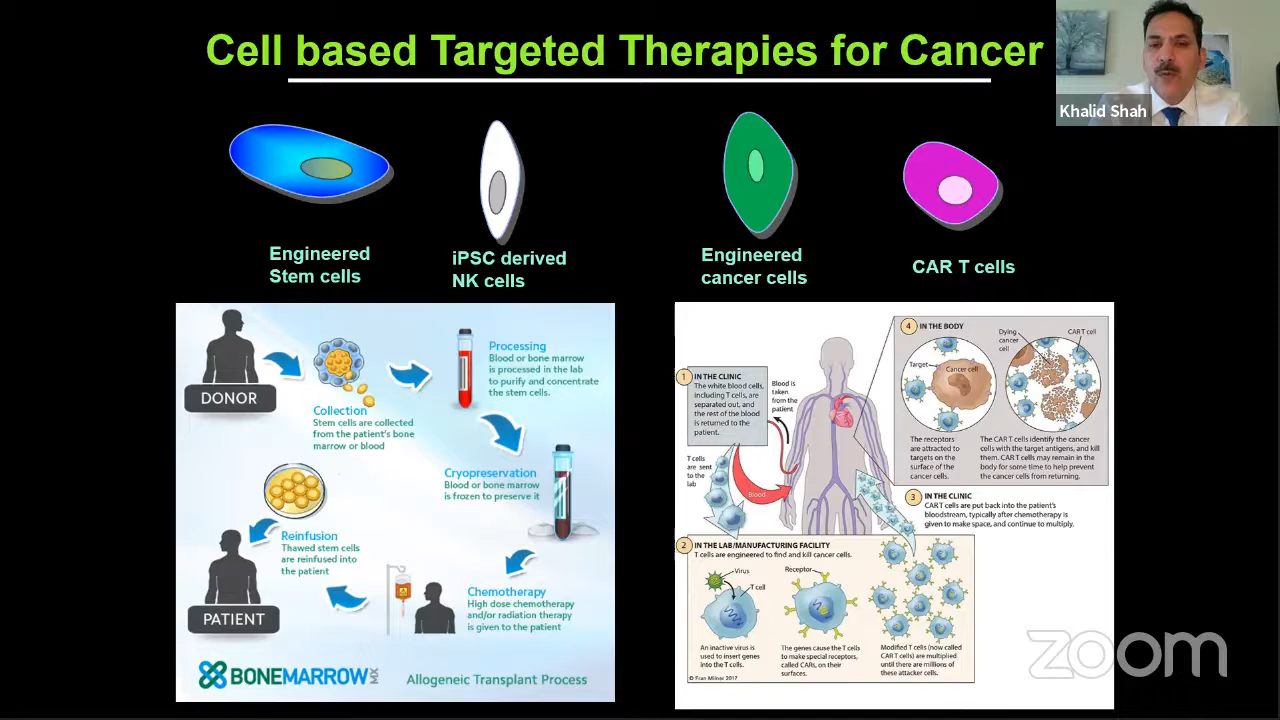 Cell based Targeted Therapies for Cancer
Khalid Shah
Engineered
Stem cells
iPSC derived
NK cells
Engineered
cancer cells
CAR T cells
DONOR
Collection
Stem cells are collected
from the patient's bone
marrow or blood
Processing
Blood or bone marrow
is processed in the lab
to purify and concentrate
the stem cells.
Cryopreservation
Blood or bone marrow
is frozen to preserve it
Chemotherapy
High dose chemotherapy
and/or radiation therapy
is given to the patient
Reinfusion
Thawed stem cells
are reinfused into
the patient
PATIENT
BONEMARROW MX
Allogeneic Transplant Process
1 IN THE CLINIC
The white blood cells,
including T cells, are
separated out, and
the rest of the blood
is returned to the
patient.
Blood is
taken
from the
patient
T cells
are sent
to the
lab
Blood
2 IN THE LAB/MANUFACTURING FACILITY
T cells are engineered to find and kill cancer cells.
Virus
T cell
An inactive virus is
used to insert genes
into the T cells.
Receptor
The genes cause the T cells
to make special receptors,
called CARs, on their
surfaces.
Modified T cells (now called
CAR T cells) are multiplied
until there are millions of
these attacker cells.
© Fran Milner 2017
3 IN THE CLINIC
CAR T cells are put back into the patient's
bloodstream, typically after chemotherapy is
given to make space, and continue to multiply.
4 IN THE BODY
Target
Cancer cell
Dying
cancer
cell
CAR T cell
The receptors
are attracted to
targets on the
surface of the
cancer cells.
The CAR T cells identify the cancer
cells with the target antigens, and kill
them. CAR T cells may remain in the
body for some time to help prevent
the cancer cells from returning.
zoom